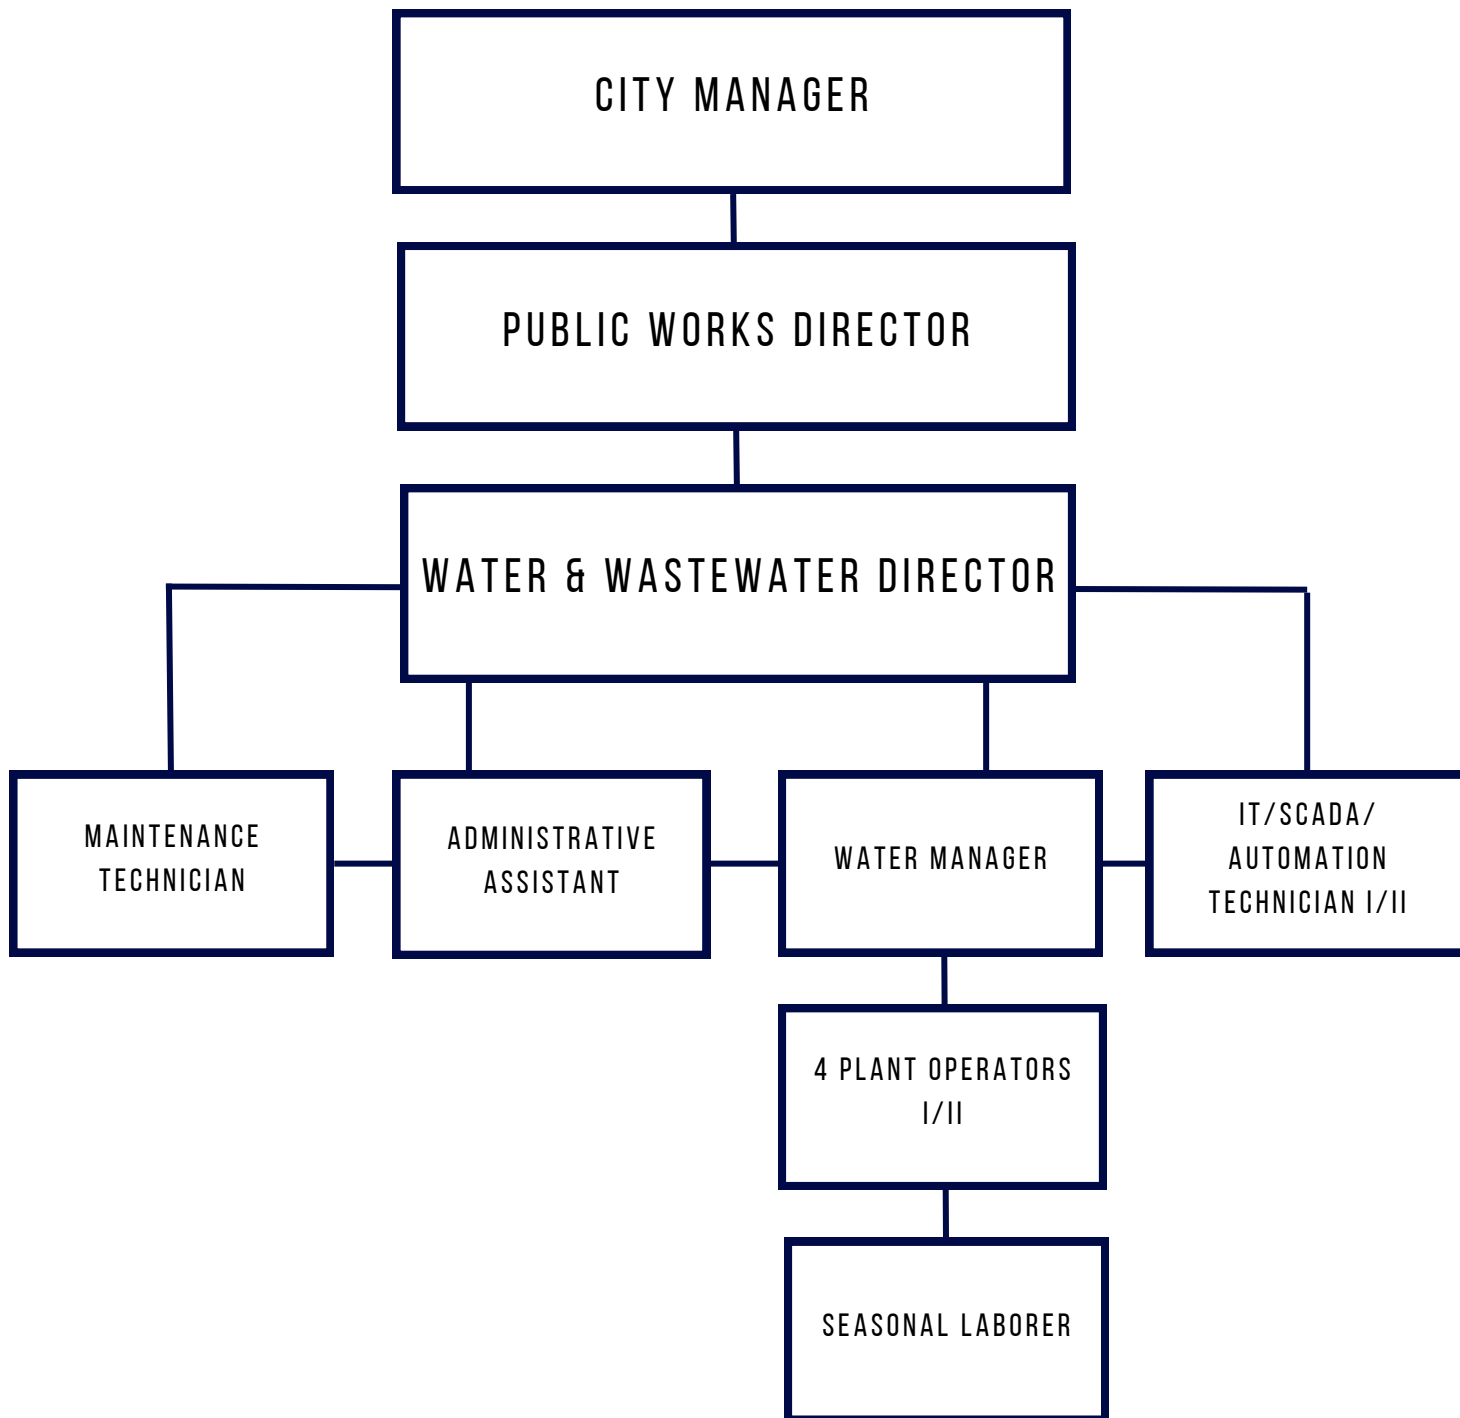 CITY MANAGER
PUBLIC WORKS DIRECTOR
WATER & WASTEWATER DIRECTOR
MAINTENANCE
TECHNICIAN
ADMINISTRATIVE
ASSISTANT
WATER MANAGER
IT/SCADA/
AUTOMATION
TECHNICIAN I/II
4 PLANT OPERATORS
I/II
SEASONAL LABORER